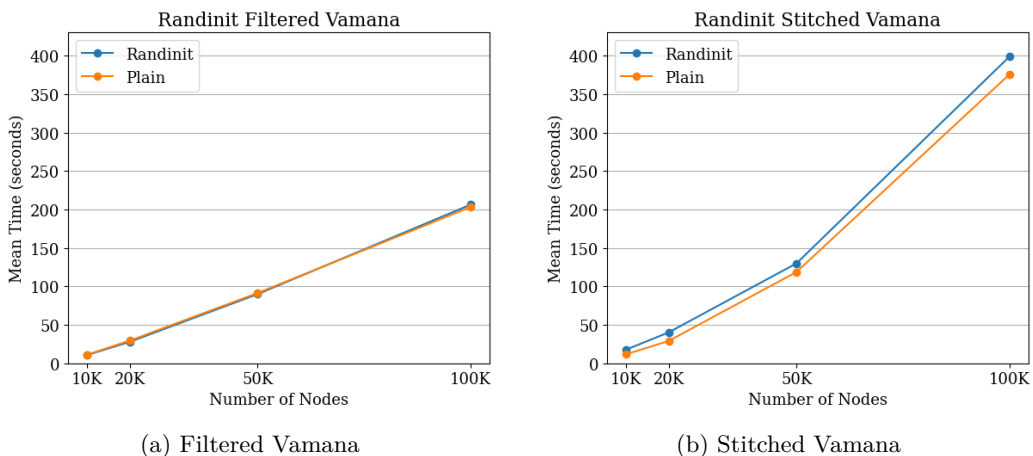 Randinit Filtered Vamana
Randinit
Plain
400
350
300
250
200
150
100
50
0
Mean Time (seconds)
10K 20K 50K 100K
Number of Nodes
(a) Filtered Vamana
Randinit Stitched Vamana
Randinit
Plain
400
350
300
250
200
150
100
50
0
Mean Time (seconds)
10K 20K 50K 100K
Number of Nodes
(b) Stitched Vamana